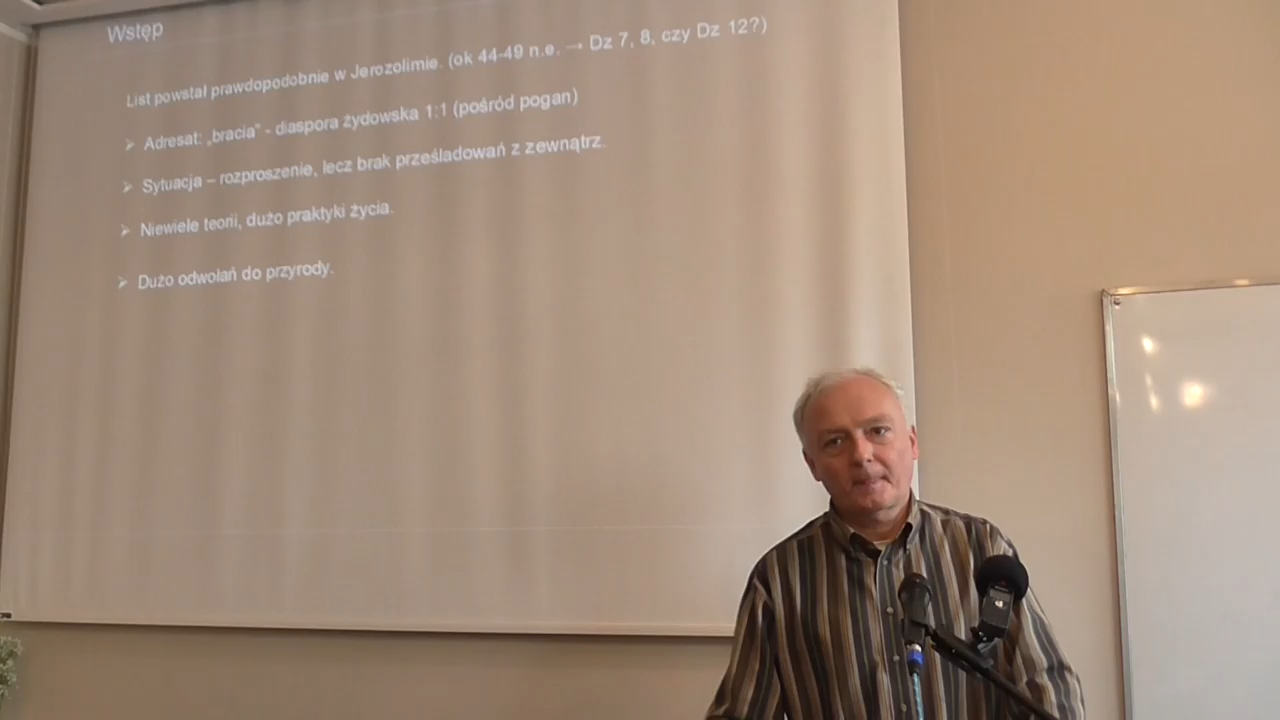 Wstęp
List powstał prawdopodobnie w Jerozolimie. (ok 44-49 n.e. → Dz 7, 8, czy Dz 12?)
➢ Adresat: „bracia” - diaspora żydowska 1:1 (pośród pogan)
➢ Sytuacja – rozproszenie, lecz brak prześladowań z zewnątrz.
➢ Niewiele teorii, dużo praktyki życia.
➢ Dużo odwołań do przyrody.